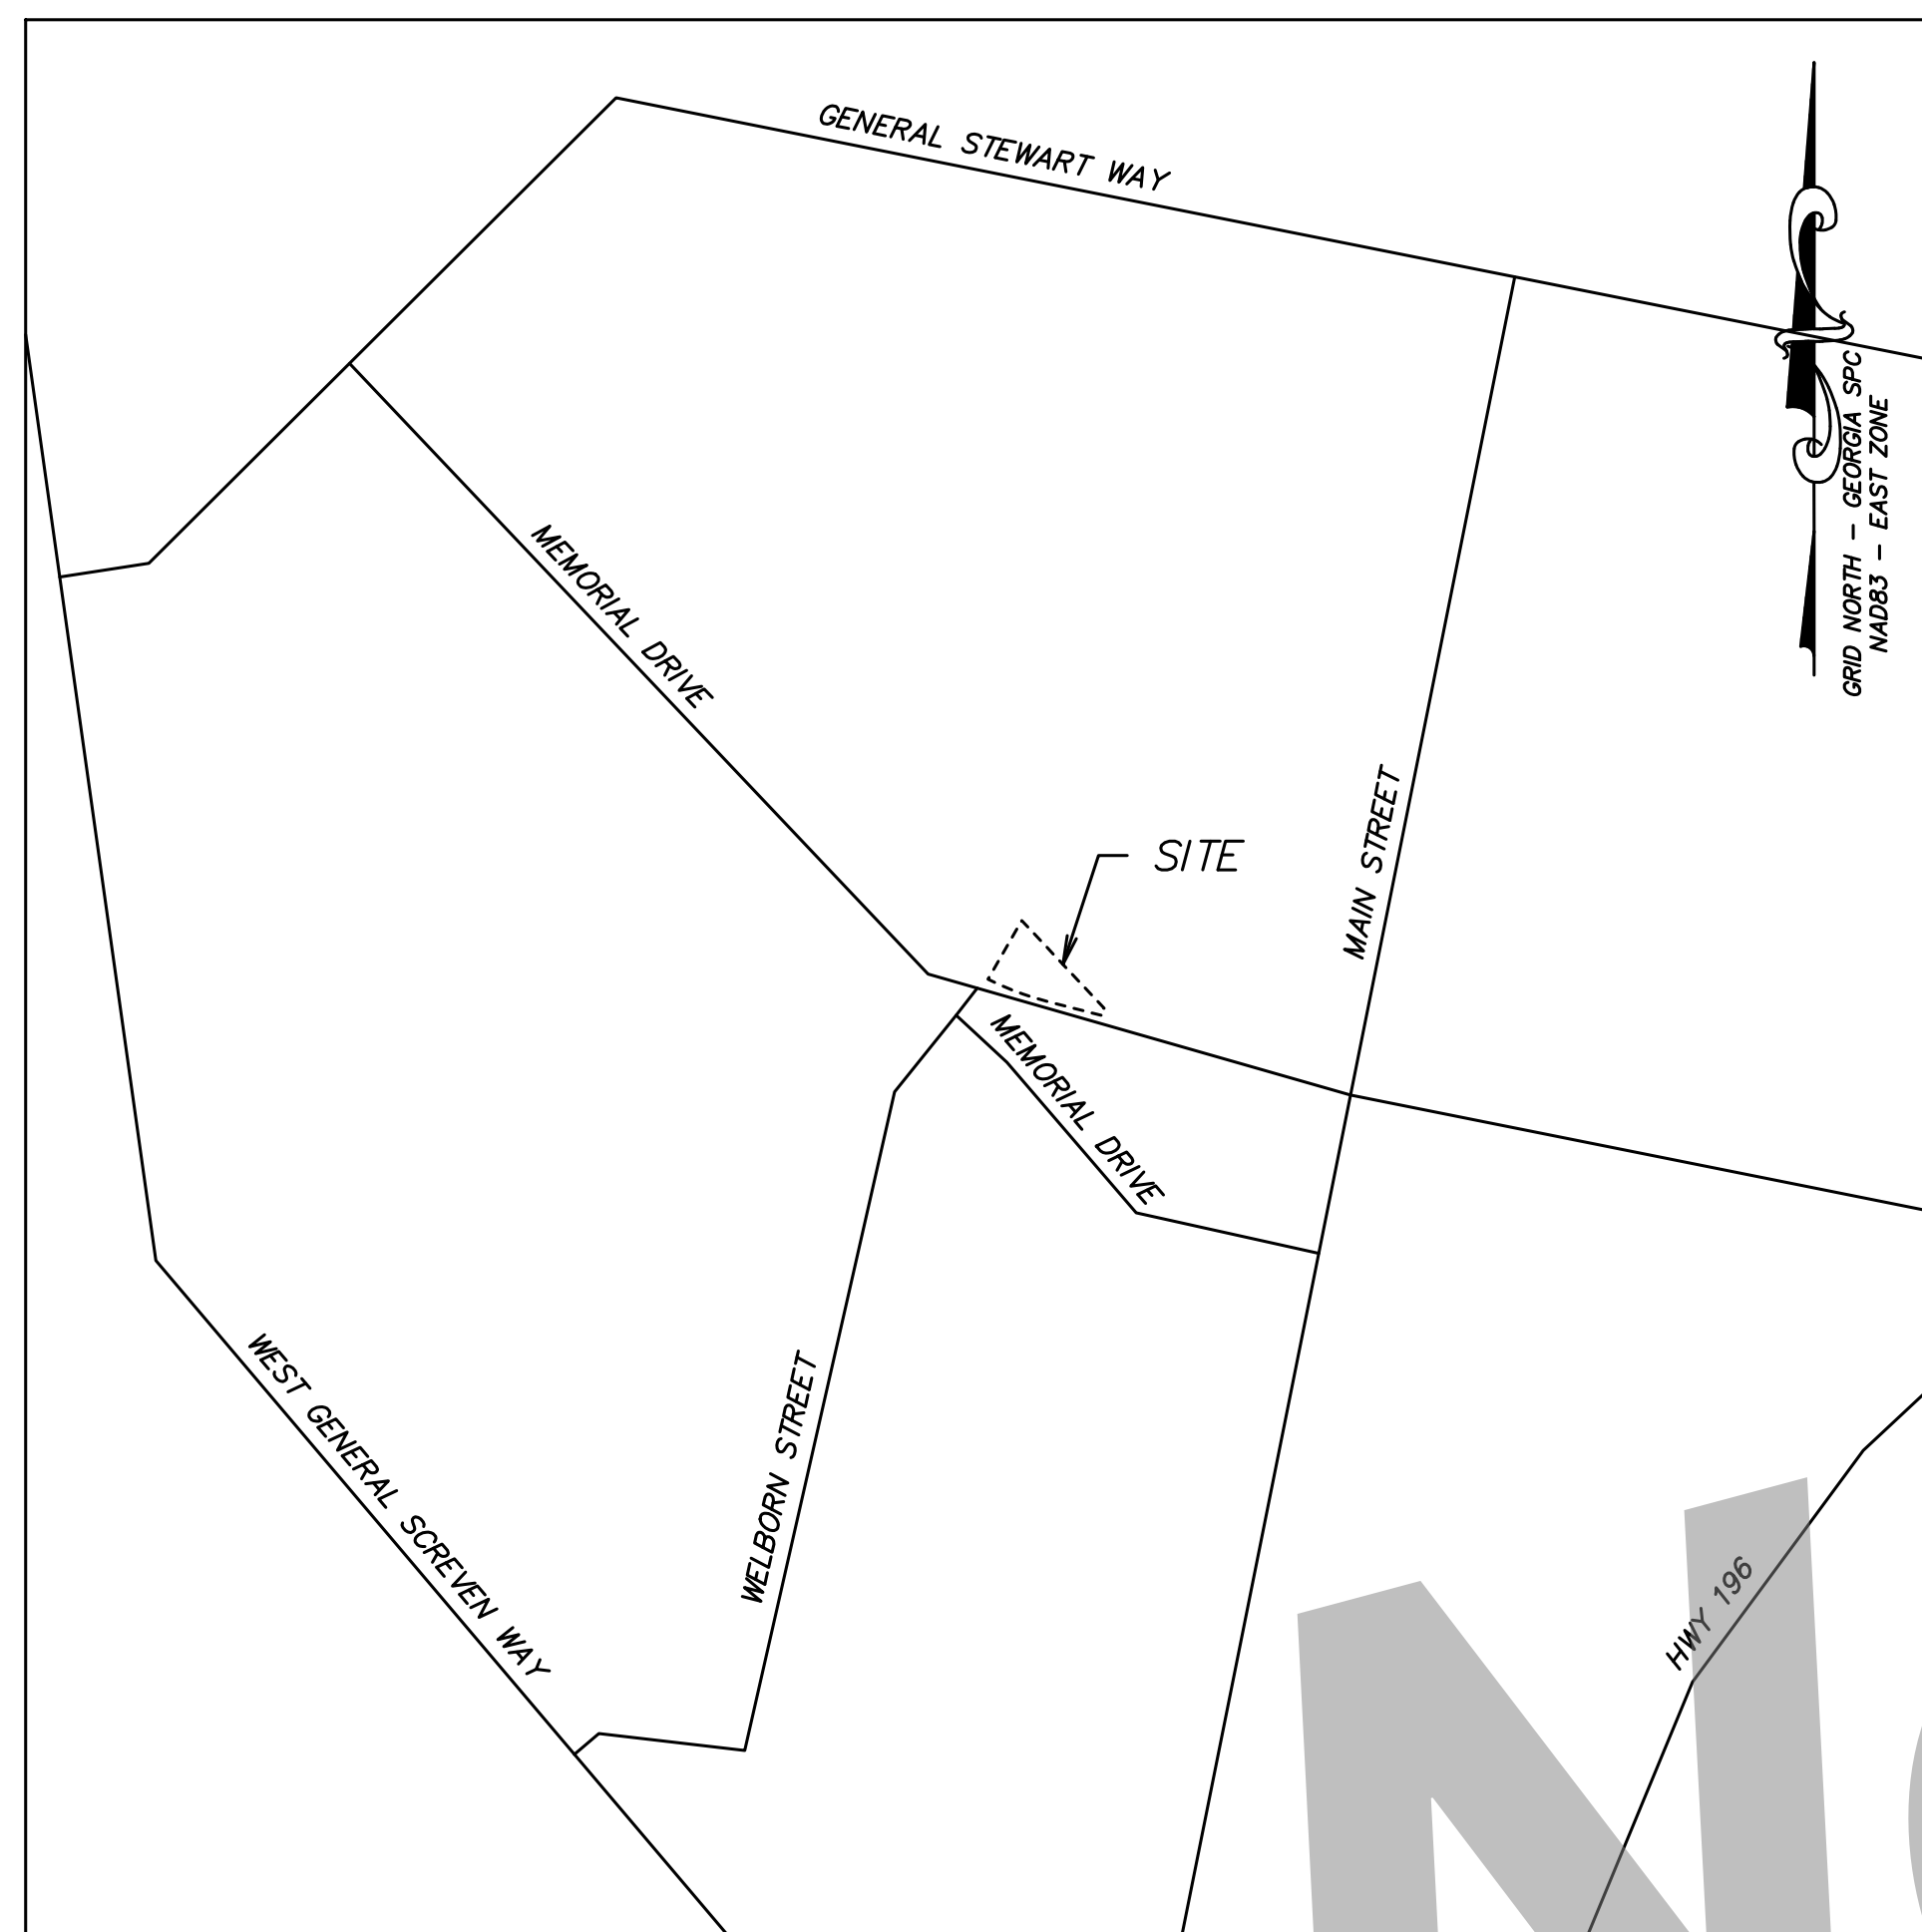 GENERAL STEWART WAY
GRID NORTH - GEORGIA SPC
NAD83 - EAST ZONE
MEMORIAL DRIVE
MAIN STREET
SITE
MEMORIAL DRIVE
WEST GENERAL SCREVEN WAY
WELBORN STREET
HWY 196